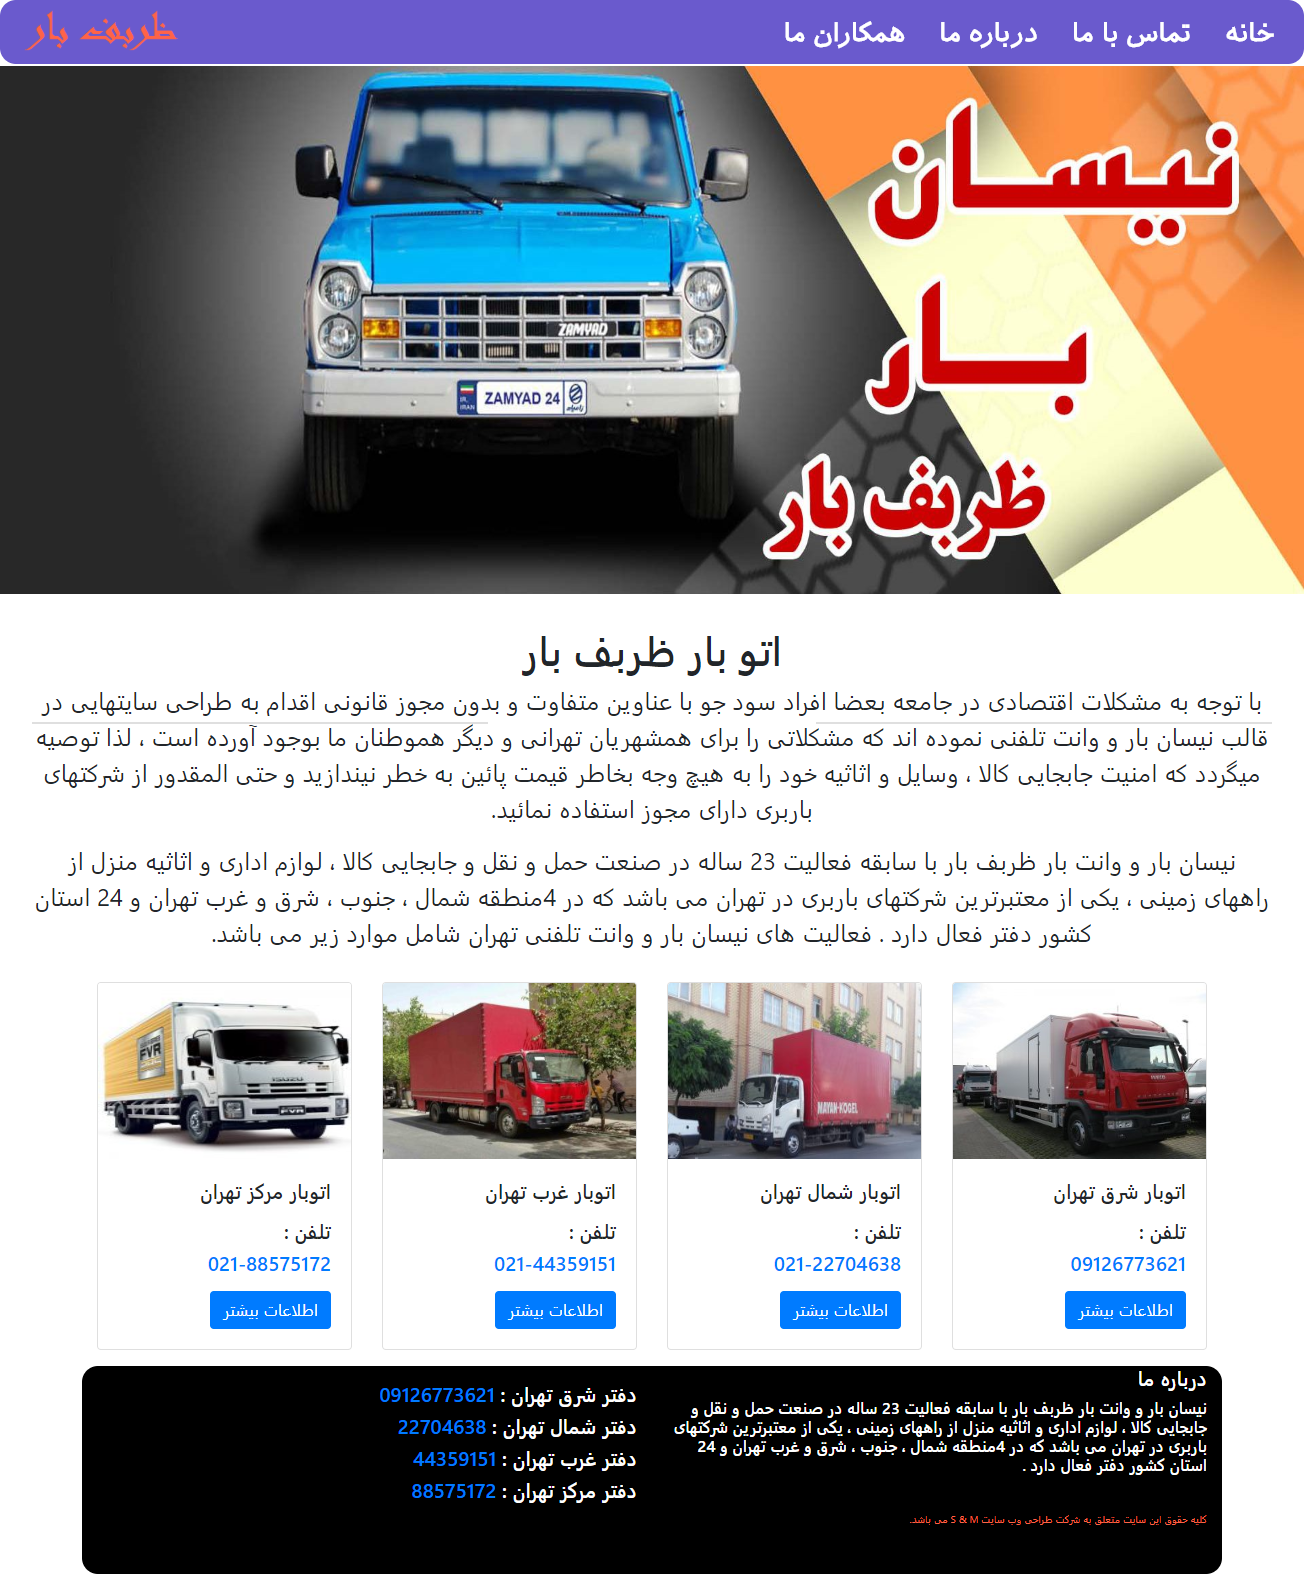 خانه
تماس با ما
درباره ما
همکاران ما
ظریف بار
نیسان
بار
ظریف بار
ZAMYAD
I.R.
IRAN
ZAMYAD 24
زامیاد
اتو بار ظریف بار
با توجه به مشکلات اقتصادی در جامعه بعضا افراد سود جو با عناوین متفاوت و بدون مجوز قانونی اقدام به طراحی سایتهایی در
قالب نیسان بار و وانت تلفنی نموده اند که مشکلاتی را برای همشهریان تهرانی و دیگر هموطنان ما بوجود آورده است ، لذا توصیه
میگردد که امنیت جابجایی کالا ، وسایل و اثاثیه خود را به هیچ وجه بخاطر قیمت پائین به خطر نیندازید و حتی المقدور از شرکتهای
باربری دارای مجوز استفاده نمائید.
نیسان بار و وانت بار ظریف بار با سابقه فعالیت 23 ساله در صنعت حمل و نقل و جابجایی کالا ، لوازم اداری و اثاثیه منزل از
راههای زمینی ، یکی از معتبرترین شرکتهای باربری در تهران می باشد که در 4منطقه شمال ، جنوب ، شرق و غرب تهران و 24 استان
کشور دفتر فعال دارد . فعالیت های نیسان بار و وانت تلفنی تهران شامل موارد زیر می باشد.
اتوبار شرق تهران
تلفن :
09126773621
اطلاعات بیشتر
MAYAN-KOGEL
اتوبار شمال تهران
تلفن :
021-22704638
اطلاعات بیشتر
اتوبار غرب تهران
تلفن :
021-44359151
اطلاعات بیشتر
FVR
ISUZU
FVR
اتوبار مرکز تهران
تلفن :
021-88575172
اطلاعات بیشتر
درباره ما
نیسان بار و وانت بار ظریف بار با سابقه فعالیت 23 ساله در صنعت حمل و نقل و
جابجایی کالا ، لوازم اداری و اثاثیه منزل از راههای زمینی ، یکی از معتبرترین شرکتهای
باربری در تهران می باشد که در 4منطقه شمال ، جنوب ، شرق و غرب تهران و 24
استان کشور دفتر فعال دارد .
کلیه حقوق این سایت متعلق به شرکت طراحی وب سایت S & M می باشد.
دفتر شرق تهران : 09126773621
دفتر شمال تهران : 22704638
دفتر غرب تهران : 44359151
دفتر مرکز تهران : 88575172